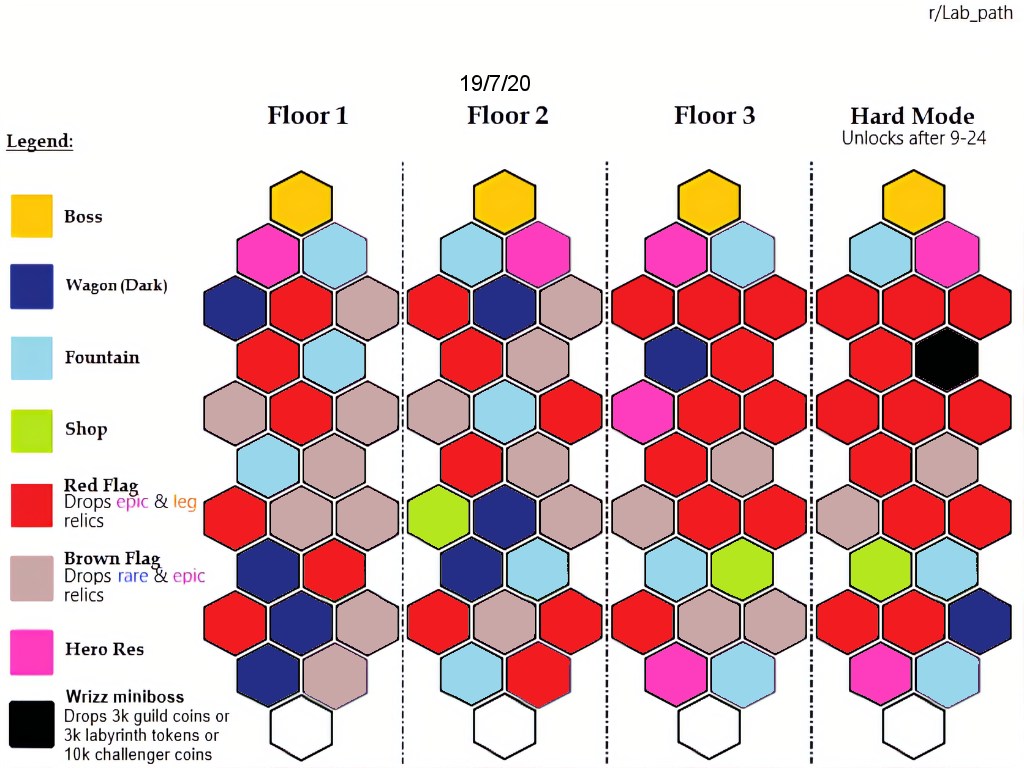 r/Lab_path
19/7/20
Floor 1
Floor 2
Floor 3
Hard Mode
Unlocks after 9-24
Legend:
Boss
Wagon (Dark)
Fountain
Shop
Red Flag
Drops epic & leg
relics
Brown Flag
Drops rare & epic
relics
Hero Res
Wrizz miniboss
Drops 3k guild coins or
3k labyrinth tokens or
10k challenger coins